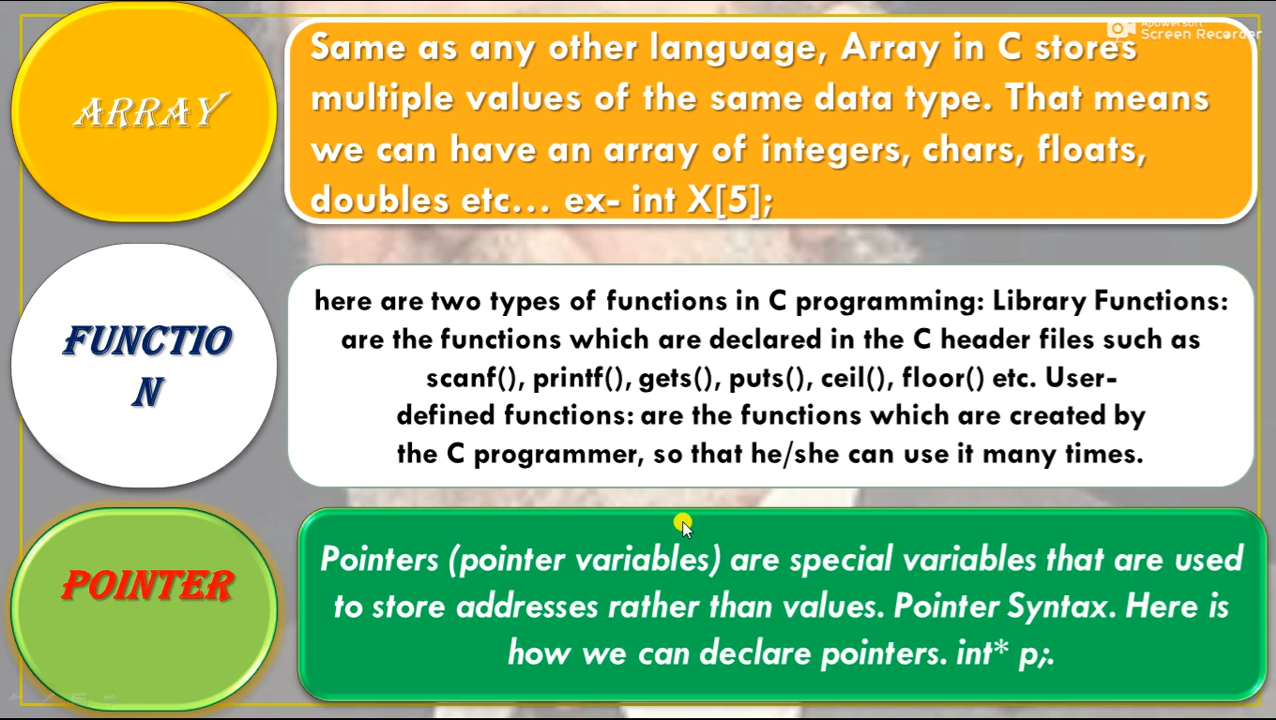 Apowersoft
Screen Recorder
ARRAY
Same as any other language, Array in C stores
multiple values of the same data type. That means
we can have an array of integers, chars, floats,
doubles etc... ex- int X[5];
FUNCTIO
N
here are two types of functions in C programming: Library Functions:
are the functions which are declared in the C header files such as
scanf(), printf(), gets(), puts(), ceil(), floor() etc. User-
defined functions: are the functions which are created by
the C programmer, so that he/she can use it many times.
POINTER
Pointers (pointer variables) are special variables that are used
to store addresses rather than values. Pointer Syntax. Here is
how we can declare pointers. int* p;.